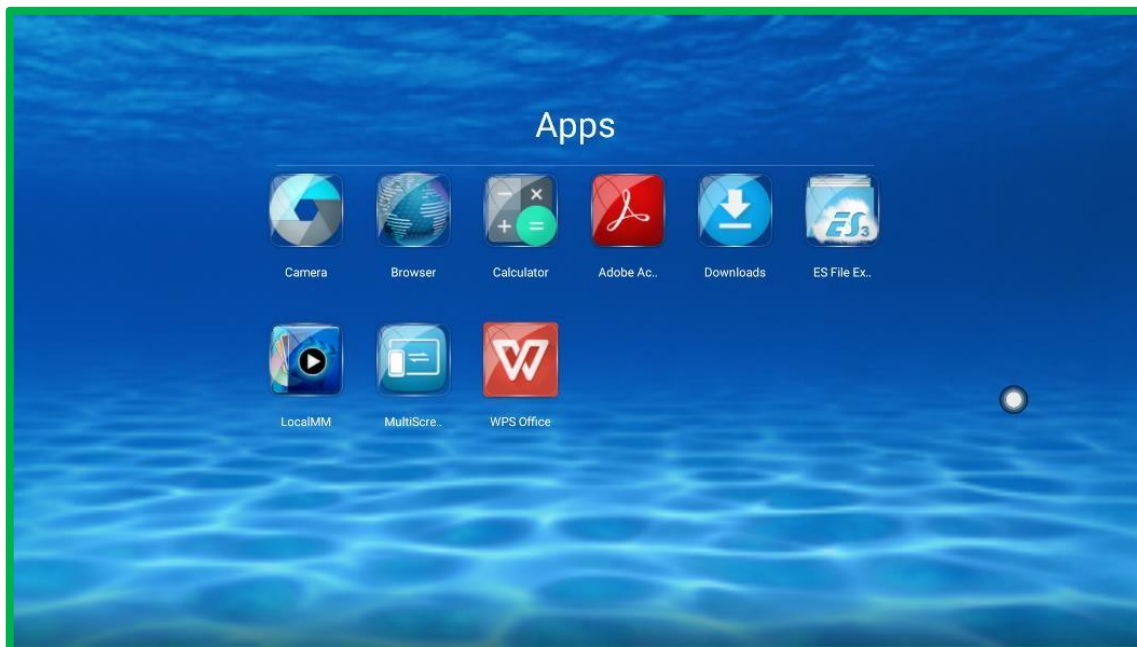 Apps
Camera Browser Calculator Adobe Ac.. Downloads ES File Ex..
LocalMM MultiScre.. WPS Office